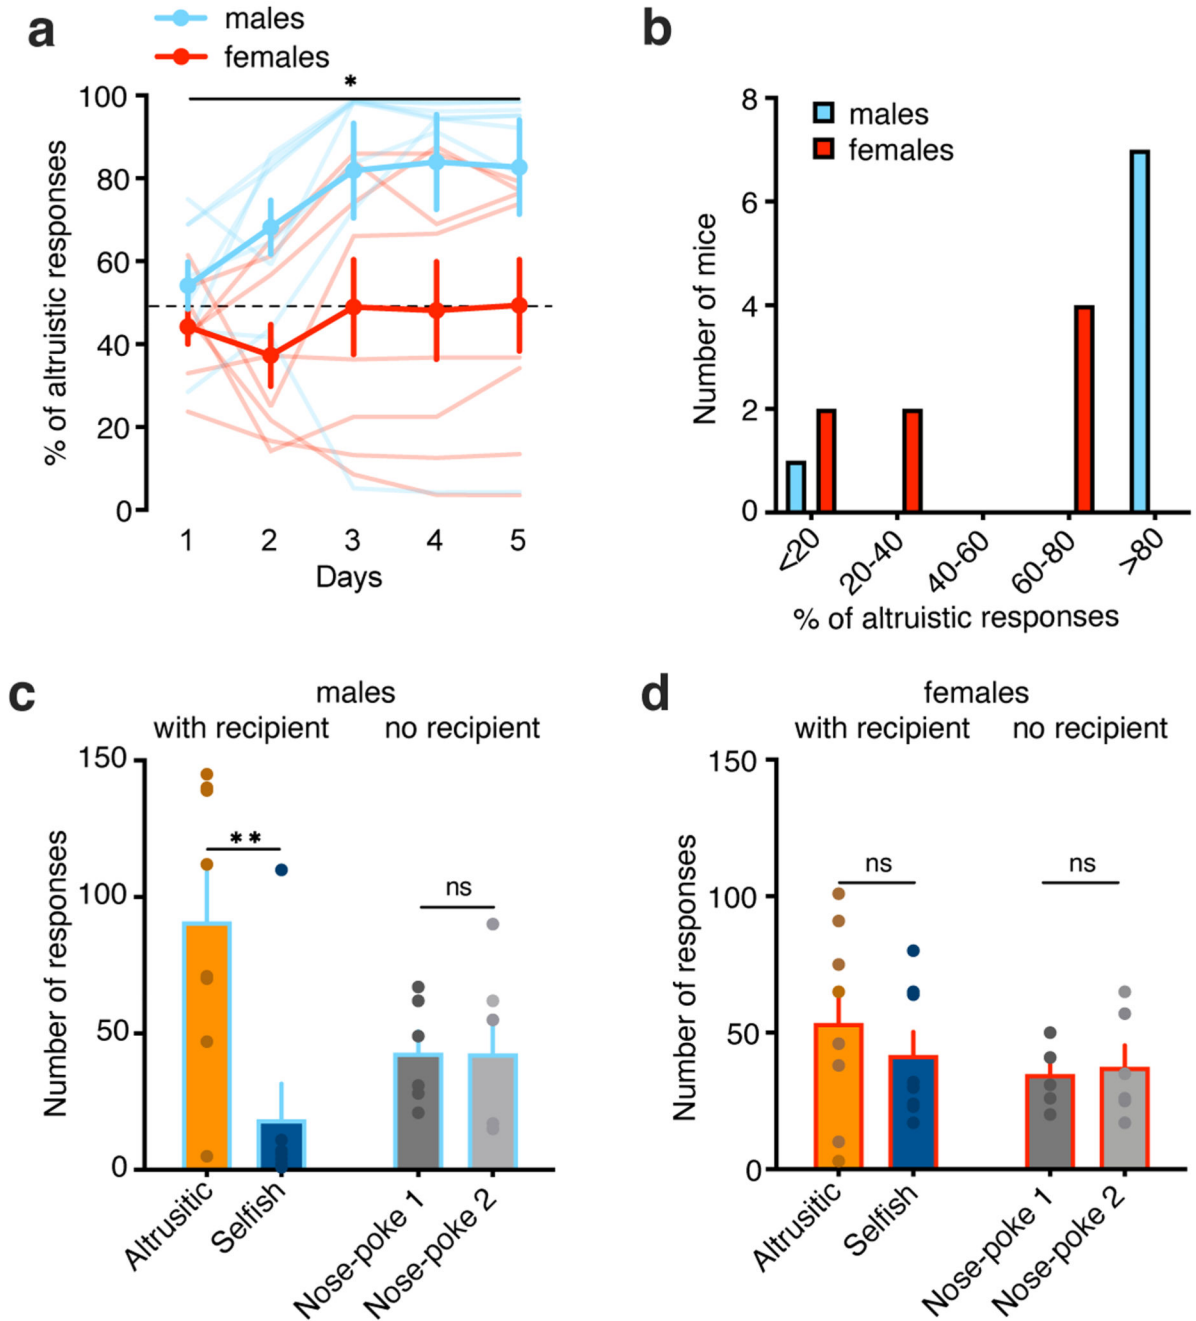 a
males
females
*
100
80
60
40
20
0
% of altruistic responses
1 2 3 4 5
Days
b
males
females
8
6
4
2
0
Number of mice
<20 20-40 40-60 60-80 >80
% of altruistic responses
c
males
with recipient no recipient
150
100
50
0
Number of responses
**
ns
Altrusitic Selfish Nose-poke 1 Nose-poke 2
d
females
with recipient no recipient
150
100
50
0
Number of responses
ns ns
Altrusitic Selfish Nose-poke 1 Nose-poke 2